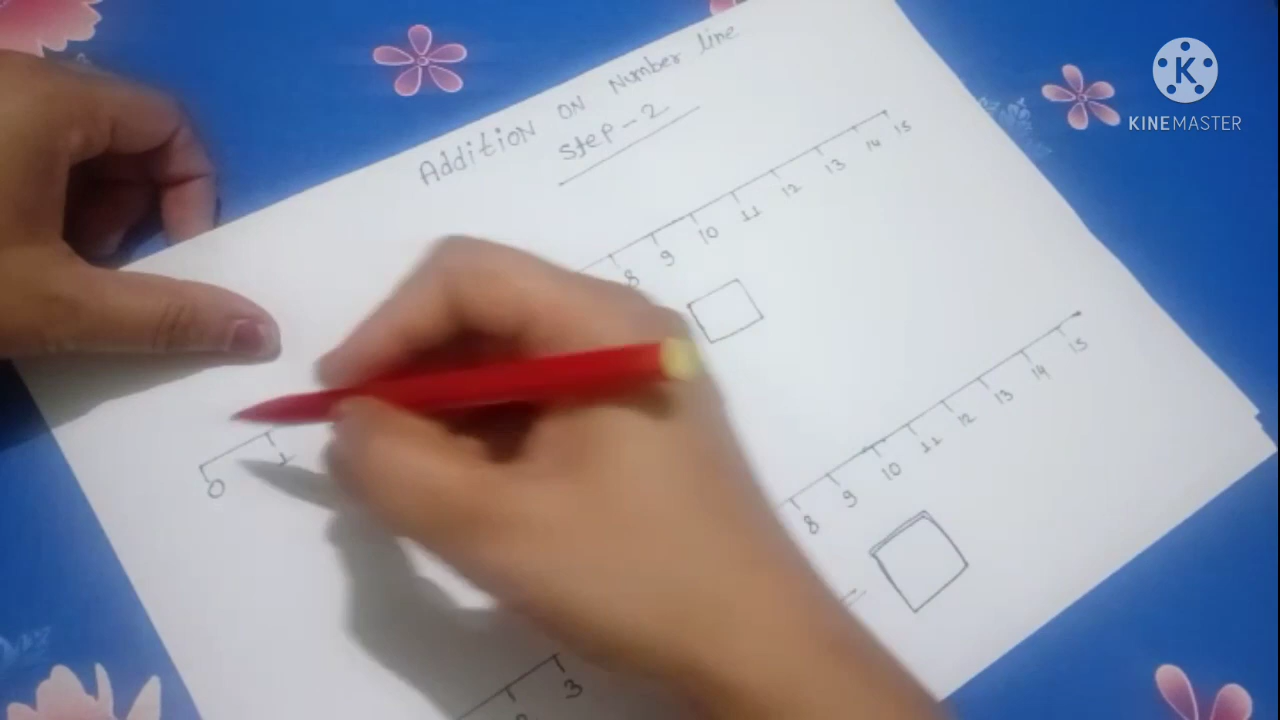 Addition ON Number line
Step-2
0 1 8 9 10 11 12 13 14 15
8 9 10 11 12 13 14 15
3
K
KINEMASTER